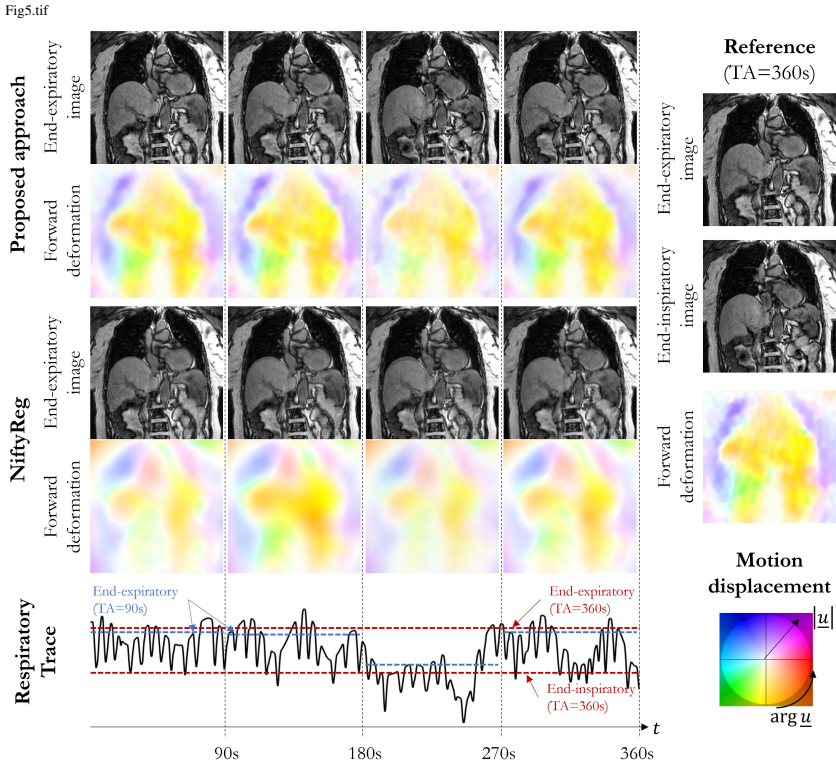 Fig5.tif
Proposed approach
End-expiratory
image
Forward
deformation
NiftyReg
End-expiratory
image
Forward
deformation
Reference
(TA=360s)
End-expiratory
image
End-inspiratory
image
Forward
deformation
Motion
displacement
|u|
arg u
Respiratory
Trace
End-expiratory
(TA=90s)
End-expiratory
(TA=360s)
End-inspiratory
(TA=360s)
t
90s
180s
270s
360s